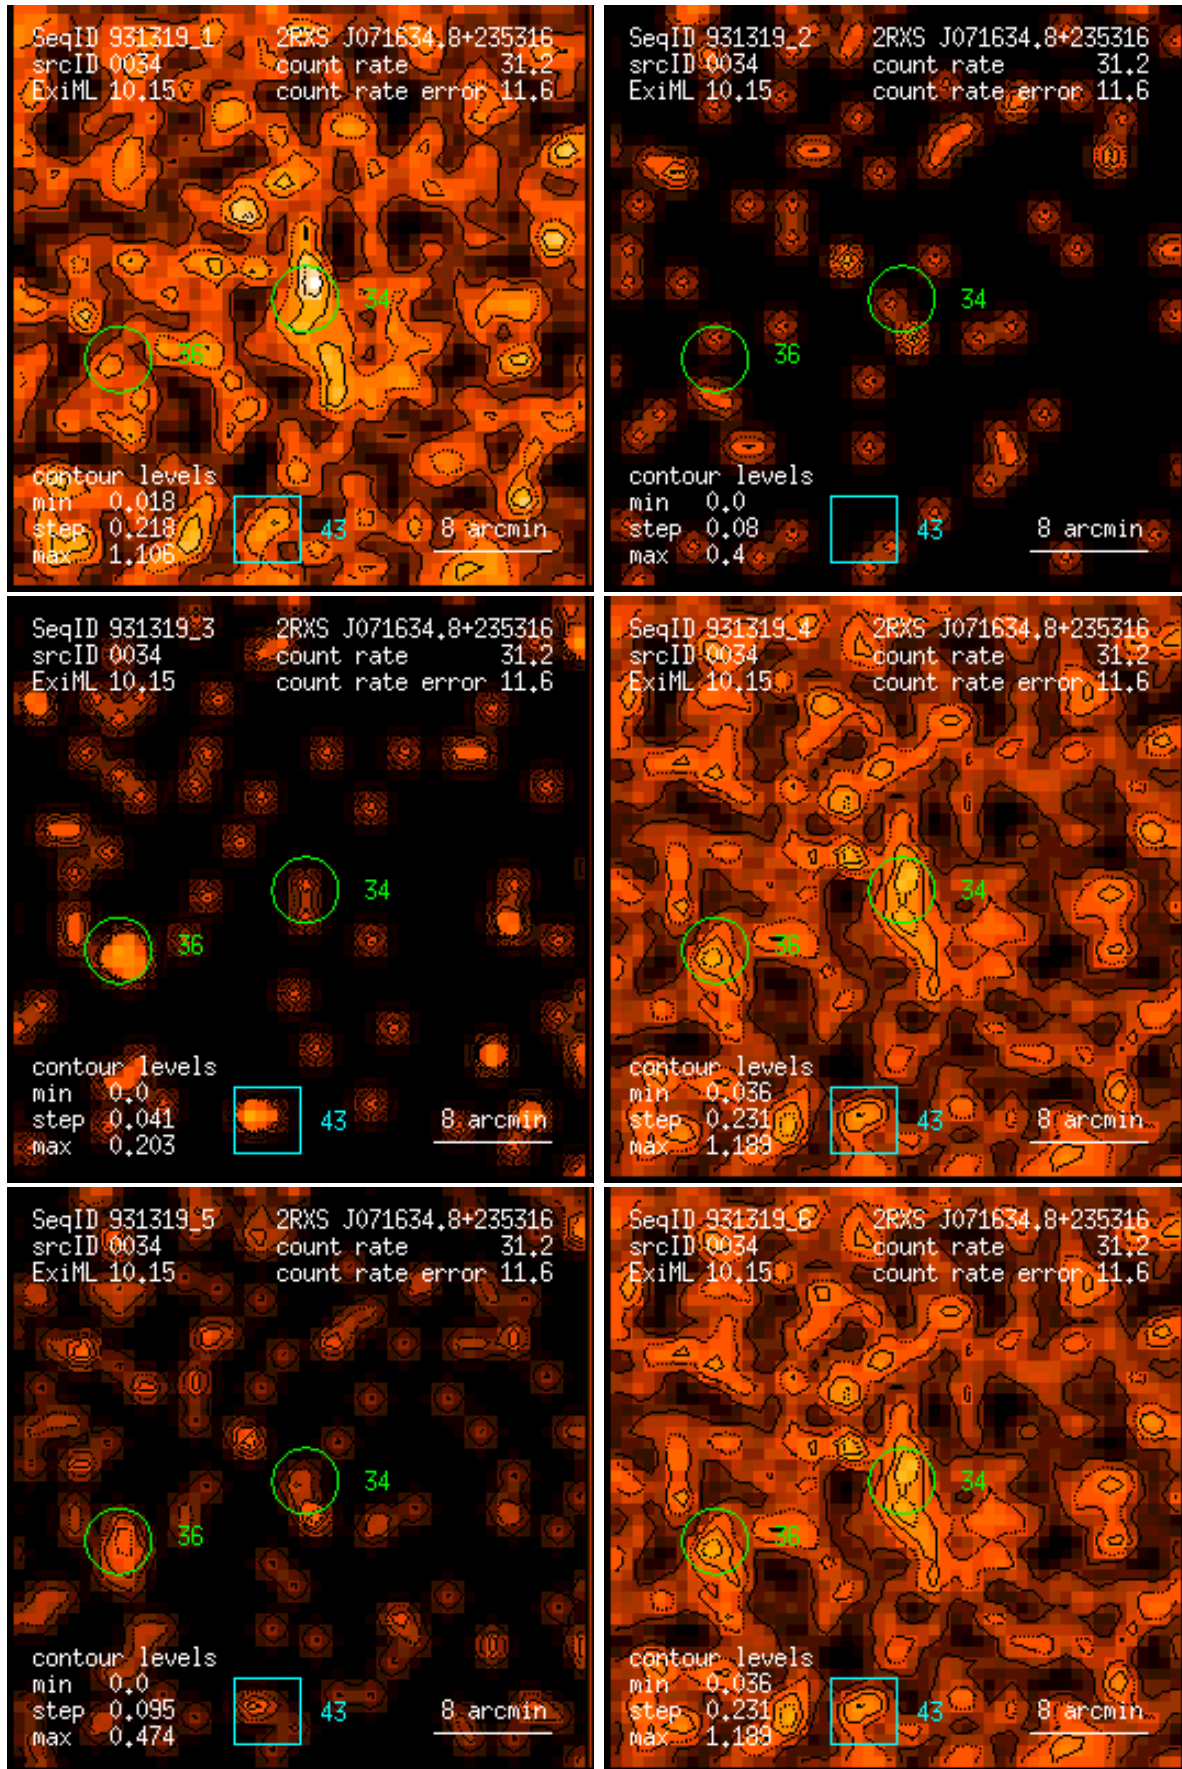 SeqID 931319_1 2RXS J071634.8+235316
srcID 0034 count rate 31.2
ExiML 10.15 count rate error 11.6
34
36
contour levels
min 0.018
step 0.218 43 8 arcmin
max 1.106
SeqID 931319_2 2RXS J071634.8+235316
srcID 0034 count rate 31.2
ExiML 10.15 count rate error 11.6
34
36
contour levels
min 0.0
step 0.08 43 8 arcmin
max 0.4
SeqID 931319_3 2RXS J071634.8+235316
srcID 0034 count rate 31.2
ExiML 10.15 count rate error 11.6
34
36
contour levels
min 0.0
step 0.041 43 8 arcmin
max 0.203
SeqID 931319_4 2RXS J071634.8+235316
srcID 0034 count rate 31.2
ExiML 10.15 count rate error 11.6
34
36
contour levels
min 0.036
step 0.231 43 8 arcmin
max 1.189
SeqID 931319_5 2RXS J071634.8+235316
srcID 0034 count rate 31.2
ExiML 10.15 count rate error 11.6
34
36
contour levels
min 0.0
step 0.095 43 8 arcmin
max 0.474
SeqID 931319_6 2RXS J071634.8+235316
srcID 0034 count rate 31.2
ExiML 10.15 count rate error 11.6
34
36
contour levels
min 0.036
step 0.231 43 8 arcmin
max 1.189